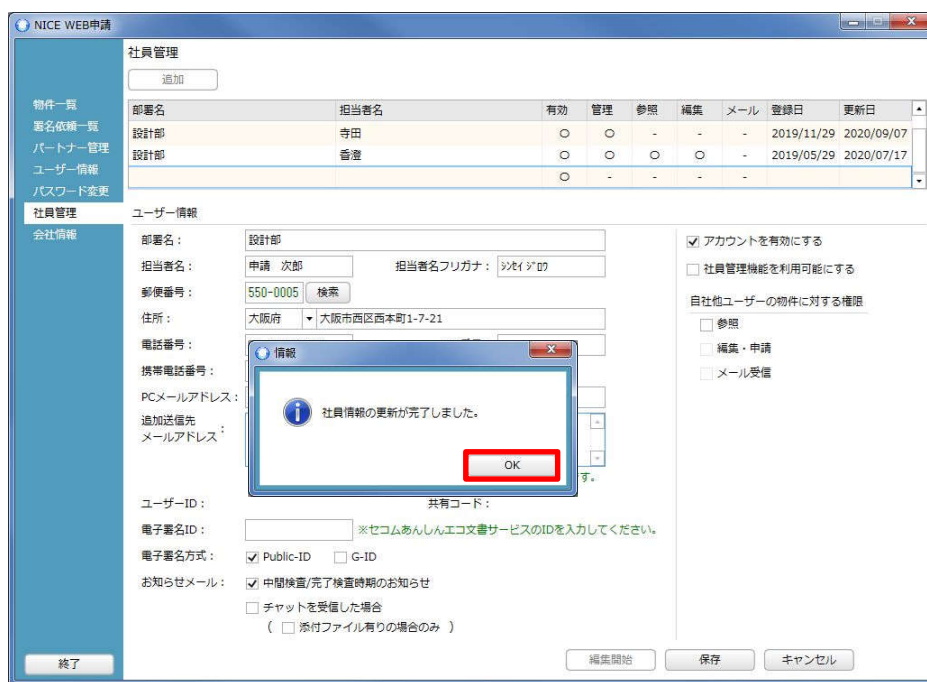 NICE WEB申請
社員管理
追加
物件一覧
署名依頼一覧
パートナー管理
ユーザー情報
パスワード変更
社員管理
会社情報
部署名 担当者名 有効 管理 参照 編集 メール 登録日 更新日
設計部 寺田 ○ ○ - - - 2019/11/29 2020/09/07
設計部 香澄 ○ ○ ○ ○ - 2019/05/29 2020/07/17
○ - - - -
ユーザー情報
部署名： 設計部
担当者名： 申請 次郎 担当者名フリガナ： ｼﾝｾｲ ｼﾞﾛｳ
郵便番号： 550-0005 検索
住所： 大阪府 大阪市西区西本町1-7-21
電話番号：
携帯電話番号：
PCメールアドレス：
追加送信先
メールアドレス：
す。
ユーザーID： 共有コード：
電子署名ID： ※セコムあんしんエコ文書サービスのIDを入力してください。
電子署名方式： Public-ID G-ID
お知らせメール： 中間検査/完了検査時期のお知らせ
チャットを受信した場合
( 添付ファイル有りの場合のみ )
アカウントを有効にする
社員管理機能を利用可能にする
自社他ユーザーの物件に対する権限
参照
編集・申請
メール受信
情報
社員情報の更新が完了しました。
OK
終了
編集開始 保存 キャンセル